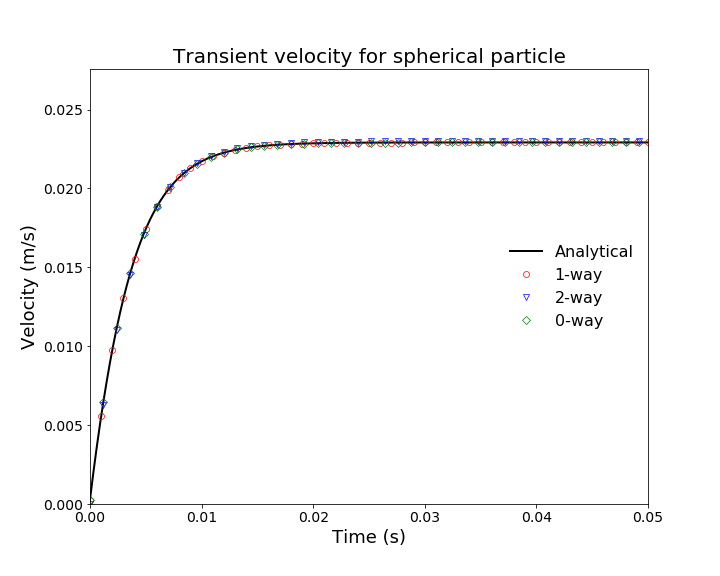 Transient velocity for spherical particle
Velocity (m/s)
0.025
0.020
0.015
0.010
0.005
0.000
Analytical
1-way
2-way
0-way
0.00 0.01 0.02 0.03 0.04 0.05
Time (s)